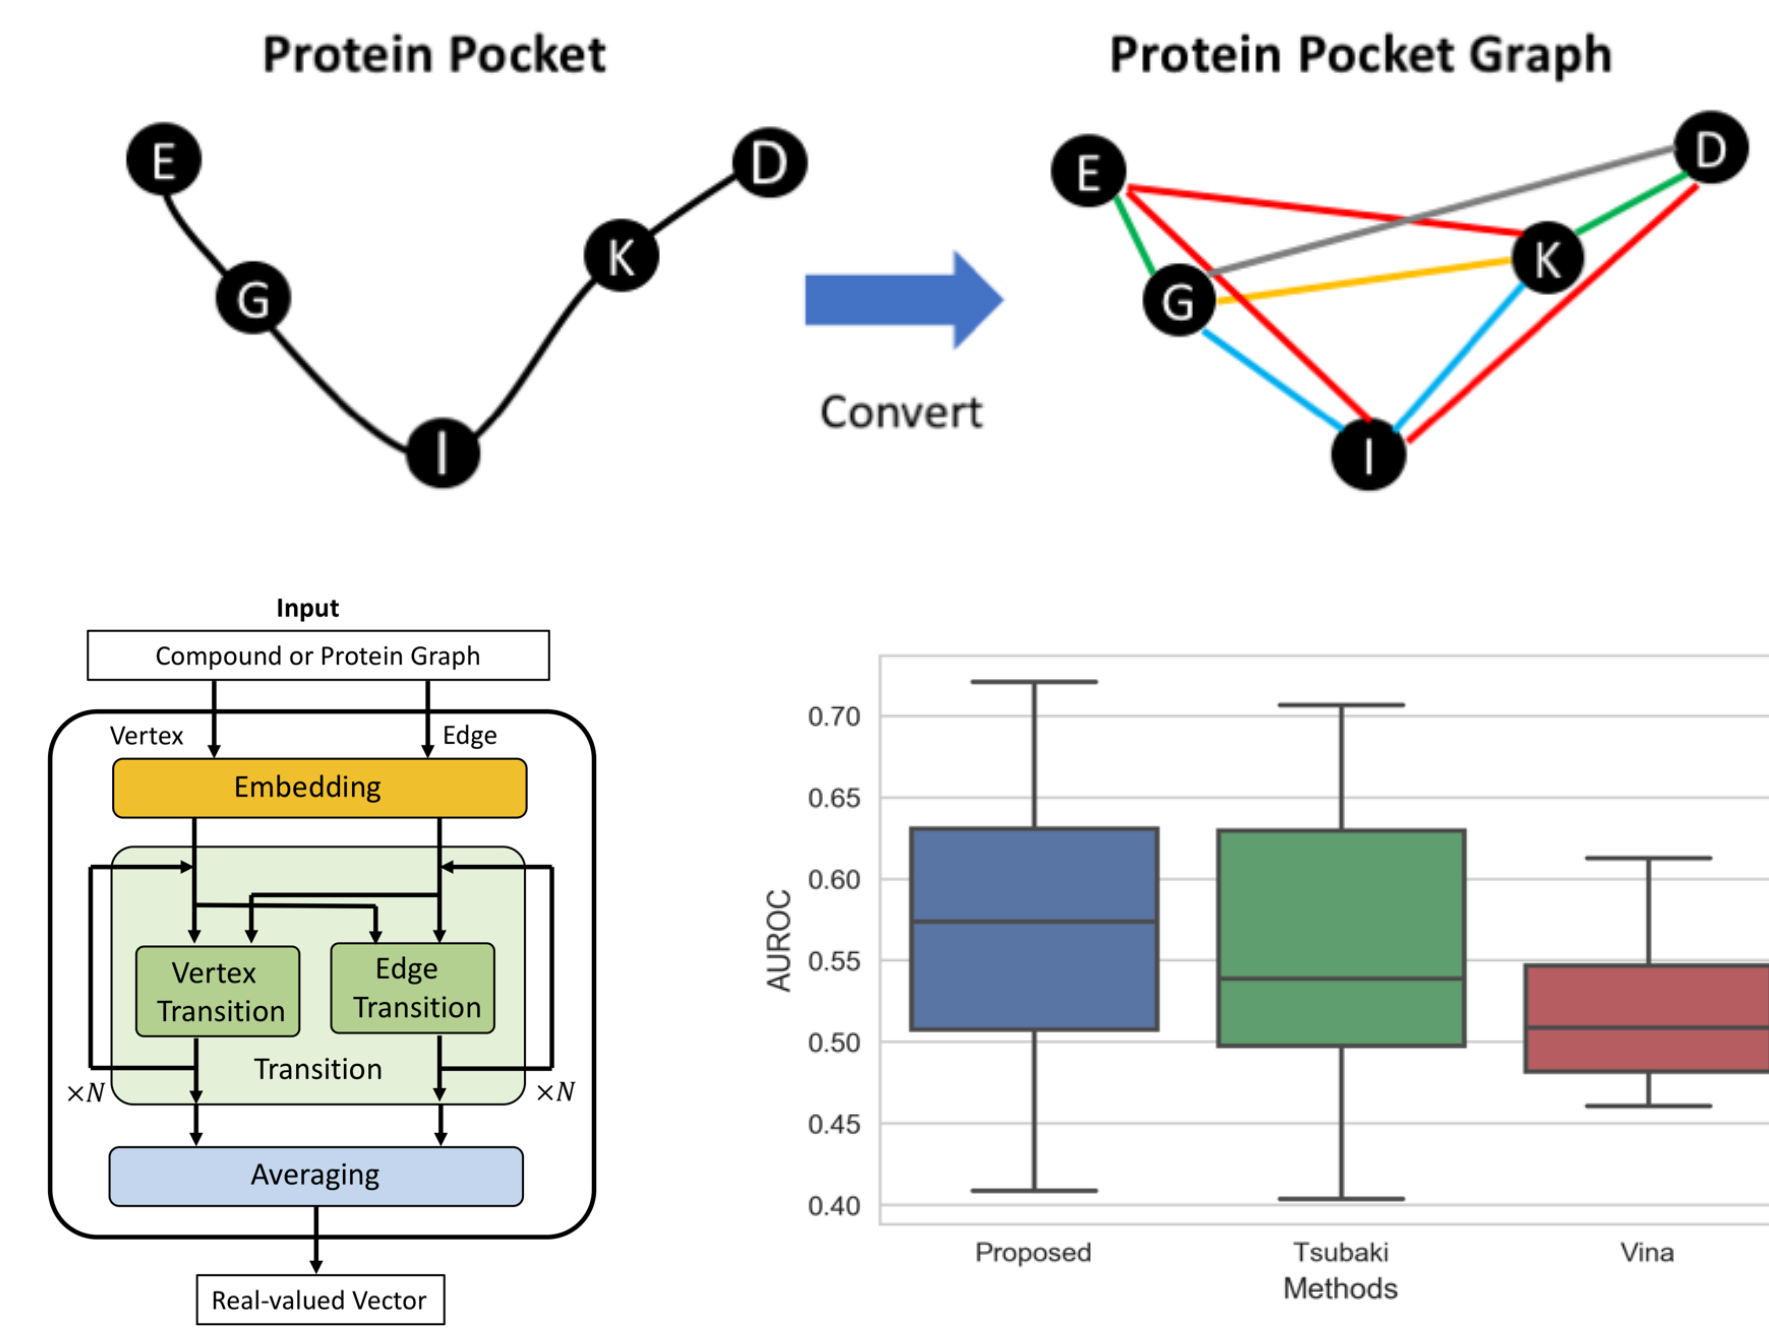 Protein Pocket
Protein Pocket Graph
E
G
I
K
D
Convert
E
G
I
K
D
Input
Compound or Protein Graph
Vertex
Edge
Embedding
Vertex
Transition
Edge
Transition
Transition
×N
×N
Averaging
Real-valued Vector
AUROC
0.70
0.65
0.60
0.55
0.50
0.45
0.40
Proposed
Tsubaki
Vina
Methods